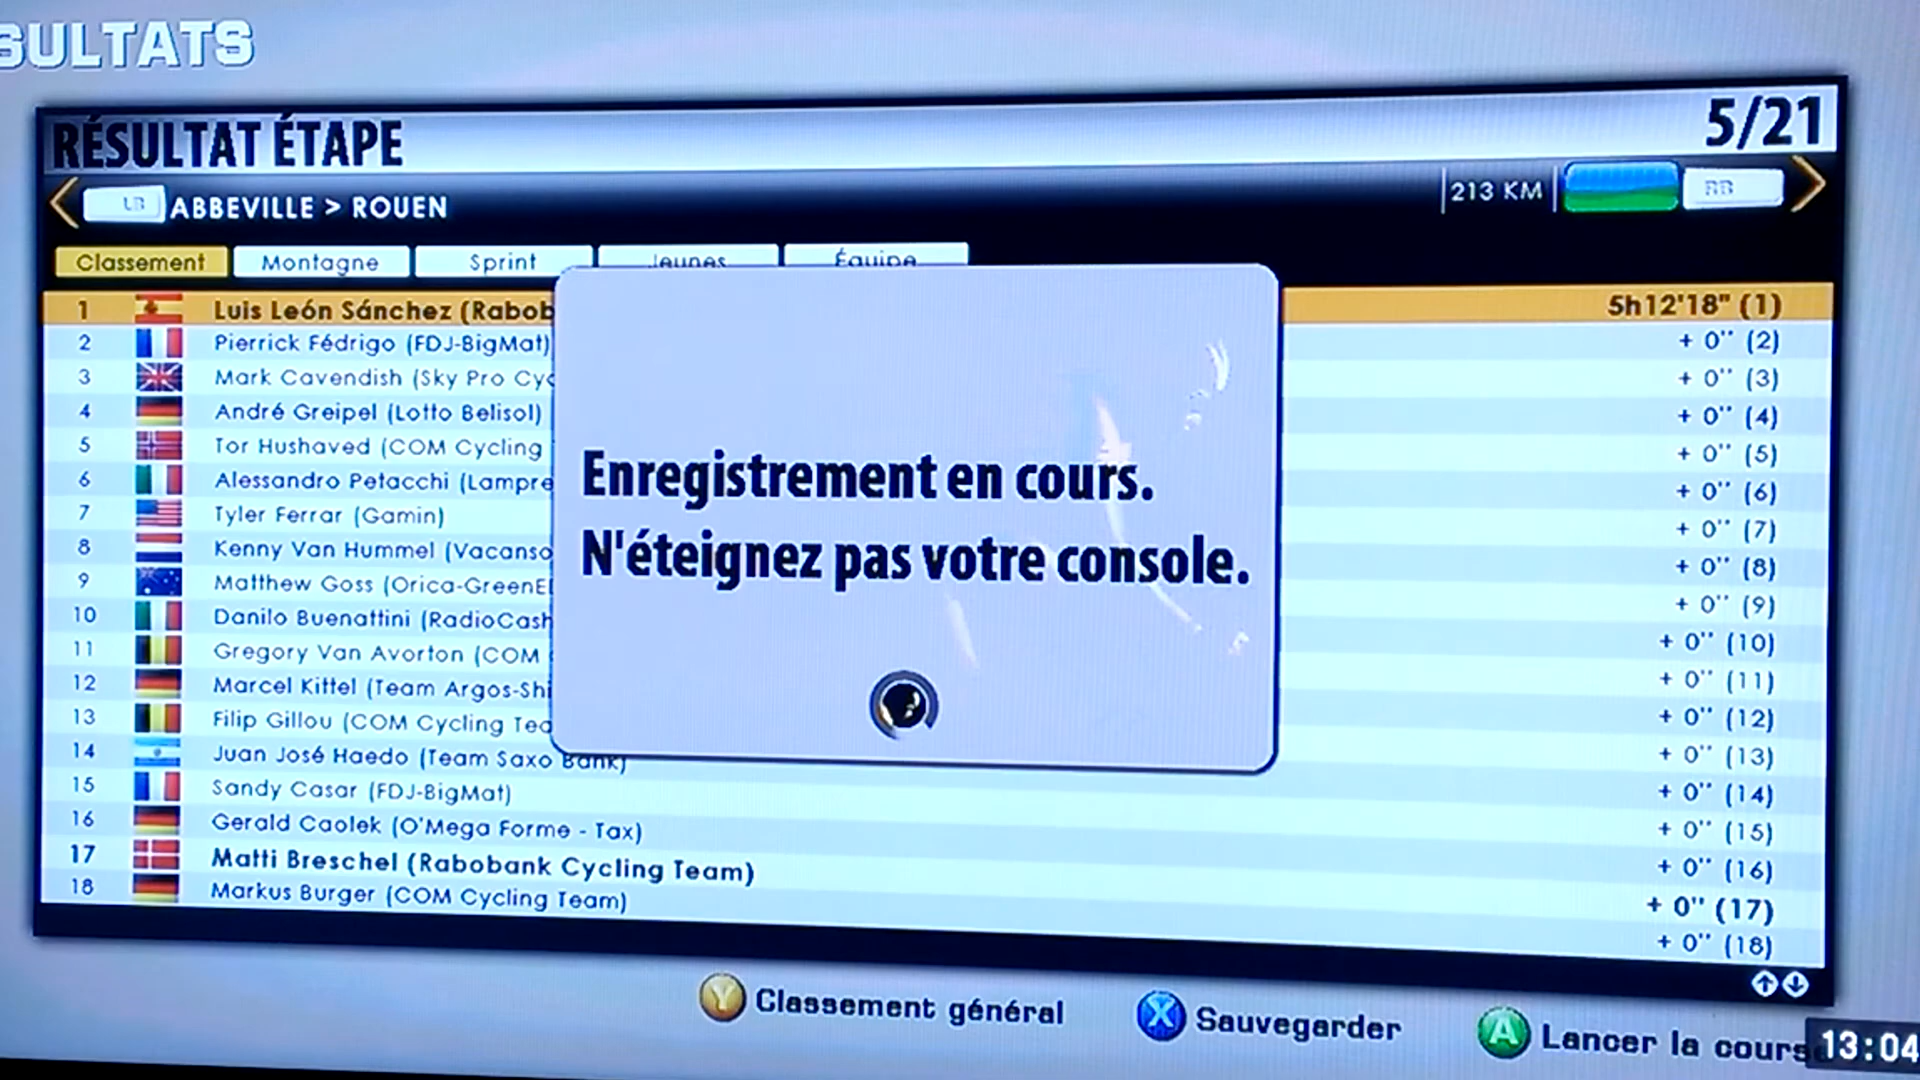 SULTATS
RÉSULTAT ÉTAPE 5/21
LB ABBEVILLE > ROUEN 213 KM RB
Classement Montagne Sprint Jeunes Équipe
1 Luis León Sánchez (Rabob 5h12'18" (1)
2 Pierrick Fédrigo (FDJ-BigMat) + 0'' (2)
3 Mark Cavendish (Sky Pro Cyc + 0'' (3)
4 André Greipel (Lotto Belisol) + 0'' (4)
5 Tor Hushaved (COM Cycling + 0'' (5)
6 Alessandro Petacchi (Lampre + 0'' (6)
7 Tyler Ferrar (Gamin) + 0'' (7)
8 Kenny Van Hummel (Vacanso + 0'' (8)
9 Matthew Goss (Orica-GreenE + 0'' (9)
10 Danilo Buenattini (RadioCash + 0'' (10)
11 Gregory Van Avorton (COM + 0'' (11)
12 Marcel Kittel (Team Argos-Shi + 0'' (12)
13 Filip Gillou (COM Cycling Tea + 0'' (13)
14 Juan José Haedo (Team Saxo Bank) + 0'' (14)
15 Sandy Casar (FDJ-BigMat) + 0'' (15)
16 Gerald Caolek (O'Mega Forme - Tax) + 0'' (16)
17 Matti Breschel (Rabobank Cycling Team) + 0'' (17)
18 Markus Burger (COM Cycling Team) + 0'' (18)
Enregistrement en cours.
N'éteignez pas votre console.
Y Classement général X Sauvegarder A Lancer la course
13:04